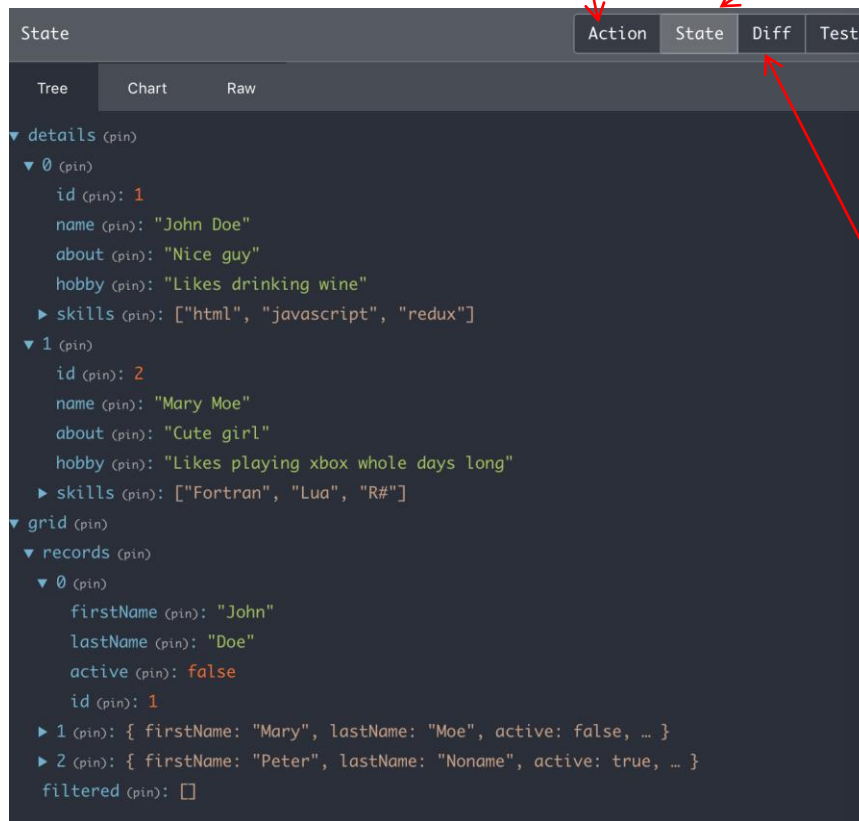 State Action State Diff Test
Tree Chart Raw
▼ details (pin)
▼ 0 (pin)
id (pin): 1
name (pin): "John Doe"
about (pin): "Nice guy"
hobby (pin): "Likes drinking wine"
▶ skills (pin): ["html", "javascript", "redux"]
▼ 1 (pin)
id (pin): 2
name (pin): "Mary Moe"
about (pin): "Cute girl"
hobby (pin): "Likes playing xbox whole days long"
▶ skills (pin): ["Fortran", "Lua", "R#"]
▼ grid (pin)
▼ records (pin)
▼ 0 (pin)
firstName (pin): "John"
lastName (pin): "Doe"
active (pin): false
id (pin): 1
▶ 1 (pin): { firstName: "Mary", lastName: "Moe", active: false, … }
▶ 2 (pin): { firstName: "Peter", lastName: "Noname", active: true, … }
filtered (pin): []